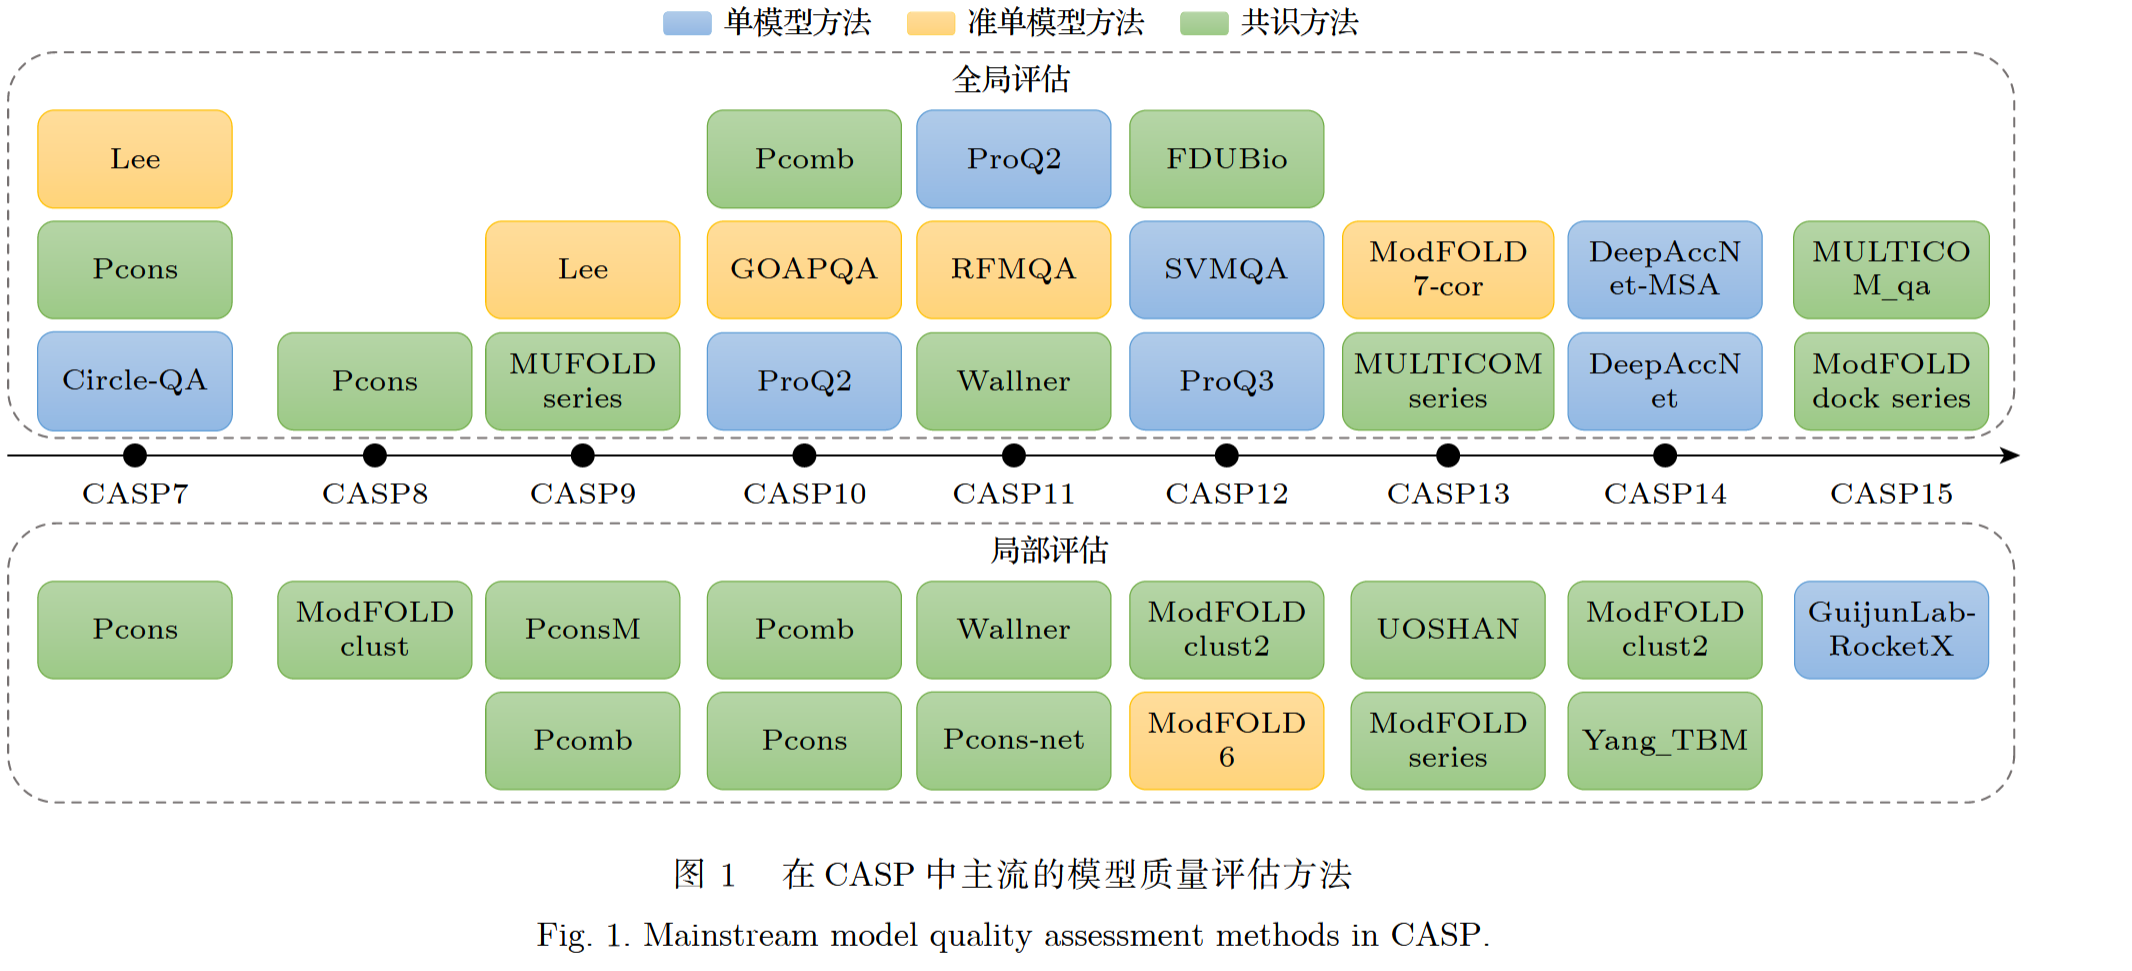 单模型方法 准单模型方法 共识方法
全局评估
Lee Pcomb ProQ2 FDUBio
Pcons Lee GOAPQA RFMQA SVMQA ModFOLD DeepAccN MULTICO
7-cor et-MSA M_qa
Circle-QA Pcons MUFOLD ProQ2 Wallner ProQ3 MULTICOM DeepAccN ModFOLD
series series et dock series
CASP7 CASP8 CASP9 CASP10 CASP11 CASP12 CASP13 CASP14 CASP15
局部评估
Pcons ModFOLD PconsM Pcomb Wallner ModFOLD UOSHAN ModFOLD GuijunLab-
clust clust2 clust2 RocketX
Pcomb Pcons Pcons-net ModFOLD ModFOLD Yang_TBM
6 series
图 1 在 CASP 中主流的模型质量评估方法
Fig. 1. Mainstream model quality assessment methods in CASP.